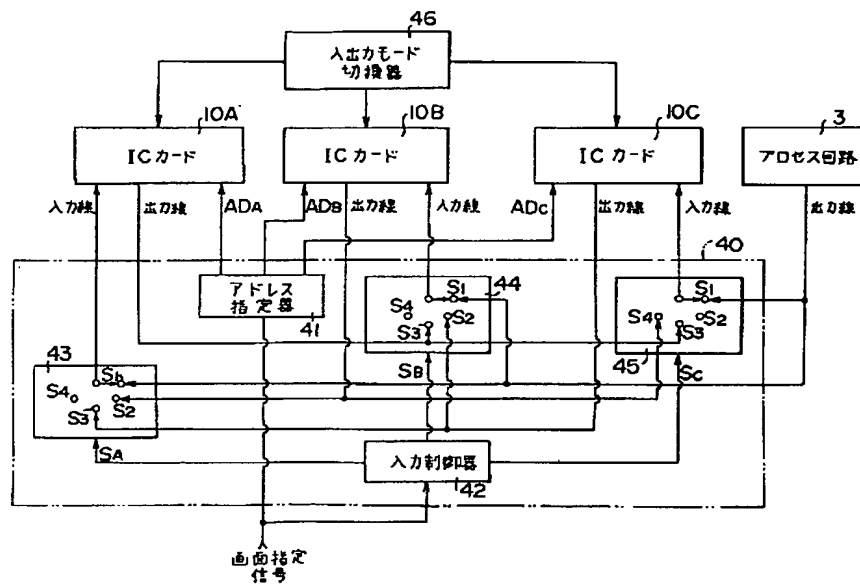 46
入出力モード
切換器
10A
ICカード
10B
ICカード
10C
ICカード
3
プロセス回路
入力線
出力線
ADA
ADB
出力線
入力線
ADC
出力線
入力線
出力線
40
アドレス
指定器
41
44
S1
S2
S3
S4
S1
S2
S3
S4
45
43
S1
S2
S3
S4
SA
SB
SC
入力制御器
42
画面指定
信号